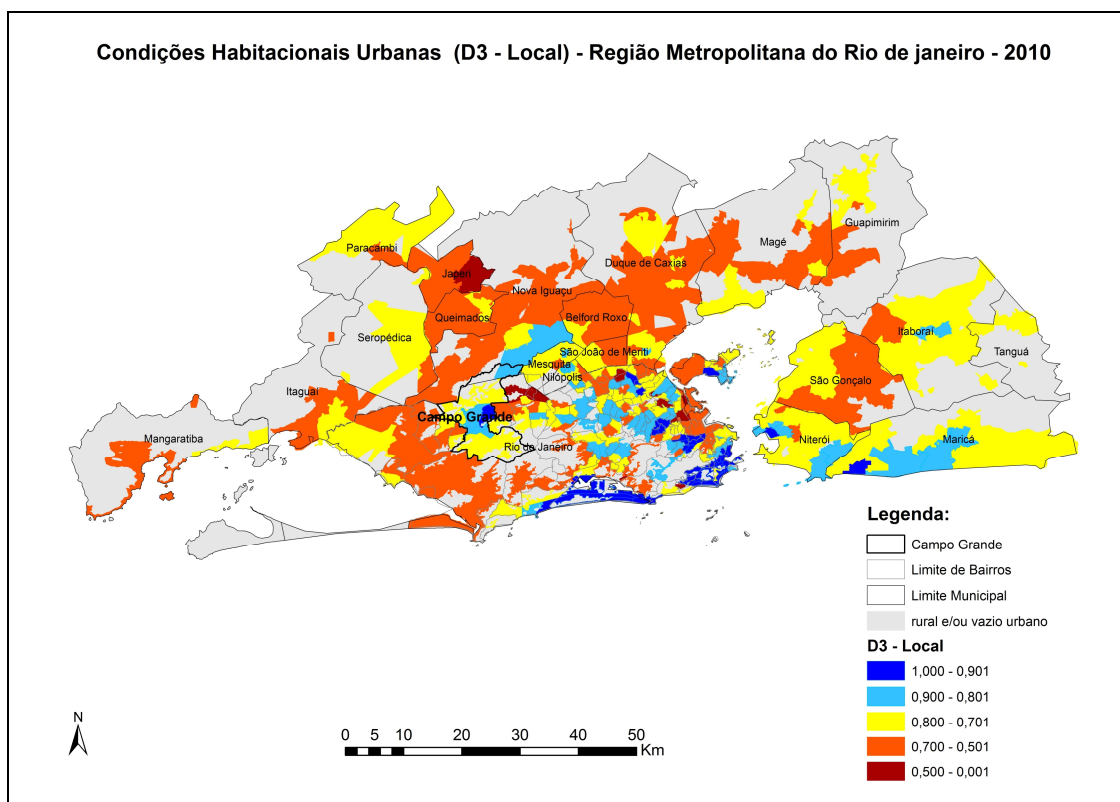 Condições Habitacionais Urbanas (D3 - Local) - Região Metropolitana do Rio de janeiro - 2010
Guapimirim
Magé
Paracambi
Duque de Caxias
Japeri
Nova Iguaçu
Queimados
Belford Roxo
Itaboraí
Seropédica
São João de Meriti
Tanguá
Mesquita
Nilópolis
São Gonçalo
Itaguaí
Campo Grande
Mangaratiba
Rio de Janeiro
Niterói
Maricá
Legenda:
Campo Grande
Limite de Bairros
Limite Municipal
rural e/ou vazio urbano
D3 - Local
1,000 - 0,901
0,900 - 0,801
0,800 - 0,701
0,700 - 0,501
0,500 - 0,001
N
0 2 5 10 20 30 40 50
Km